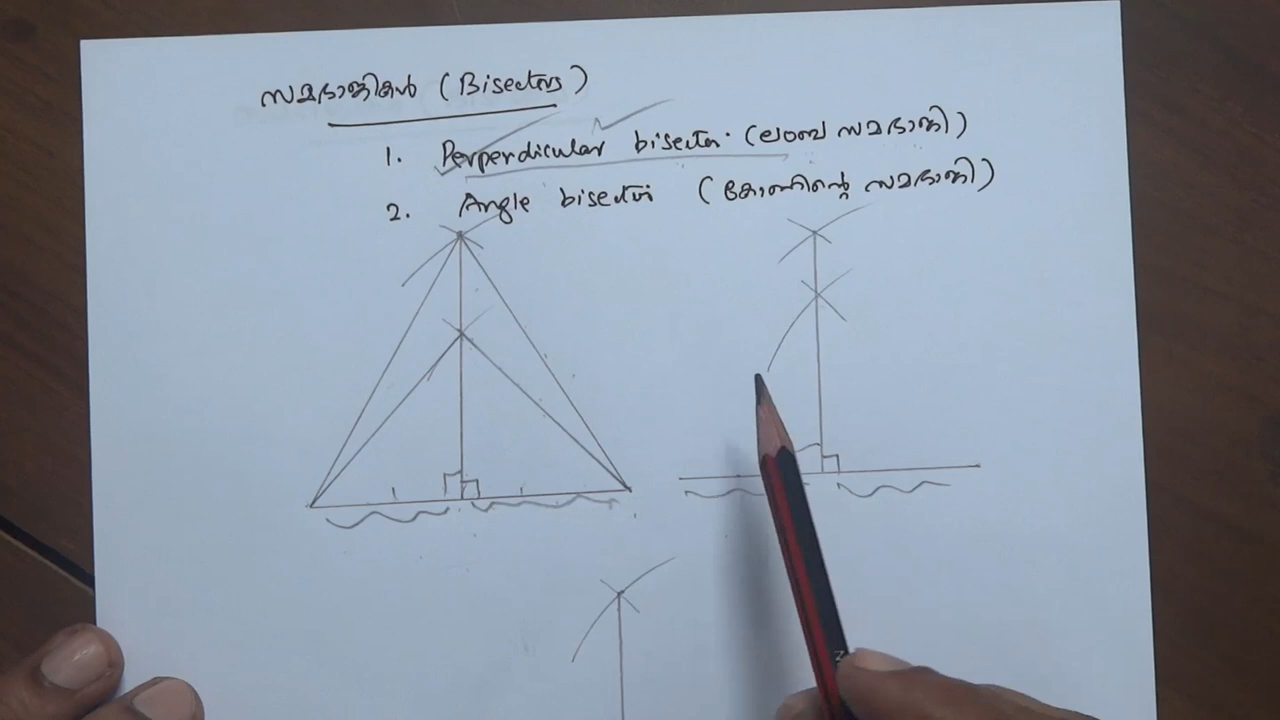 സമഭാജികൾ (Bisectors)
1. Perpendicular bisector (ലംബ സമഭാജി)
2. Angle bisector (കോണിന്റെ സമഭാജി)